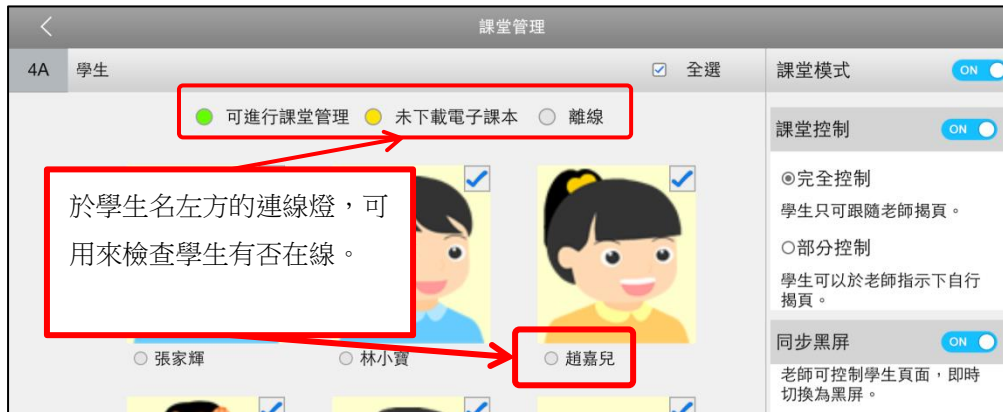 課堂管理
4A 學生 全選
可進行課堂管理 未下載電子課本 離線
於學生名左方的連線燈，可
用來檢查學生有否在線。
張家輝 林小寶 趙嘉兒
課堂模式 ON
課堂控制 ON
完全控制
學生只可跟隨老師揭頁。
部分控制
學生可以於老師指示下自行
揭頁。
同步黑屏 ON
老師可控制學生頁面，即時
切換為黑屏。